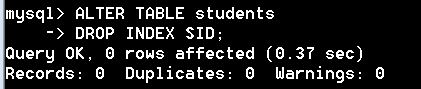 mysql> ALTER TABLE students
    -> DROP INDEX SID;
Query OK, 0 rows affected (0.37 sec)
Records: 0  Duplicates: 0  Warnings: 0